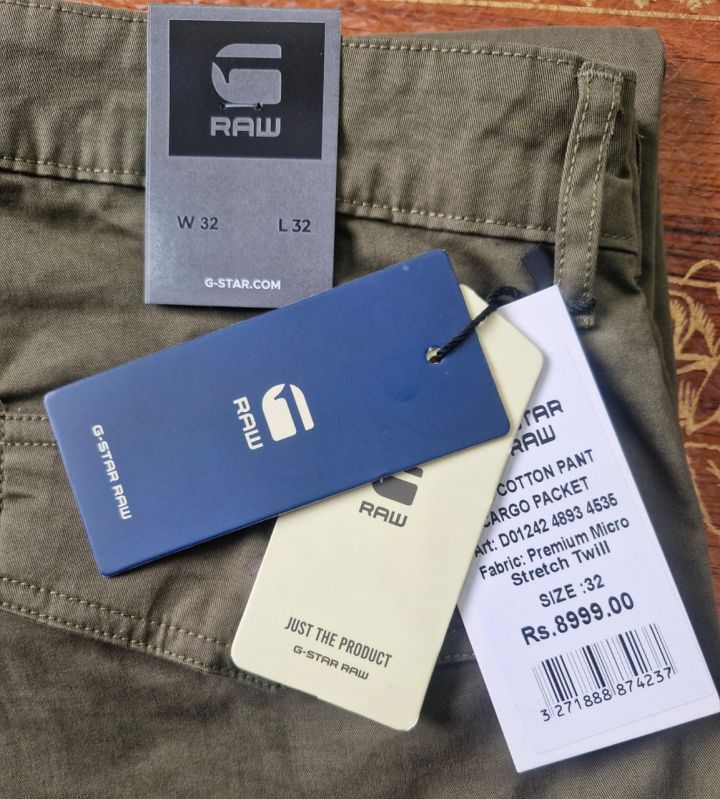 RAW
W 32 L 32
G-STAR.COM
RAW
G-STAR RAW
RAW
JUST THE PRODUCT
G-STAR RAW
STAR
RAW
COTTON PANT
CARGO PACKET
Art: D01242 4893 4535
Fabric: Premium Micro
Stretch Twill
SIZE :32
Rs.8999.00
3 271888 874237